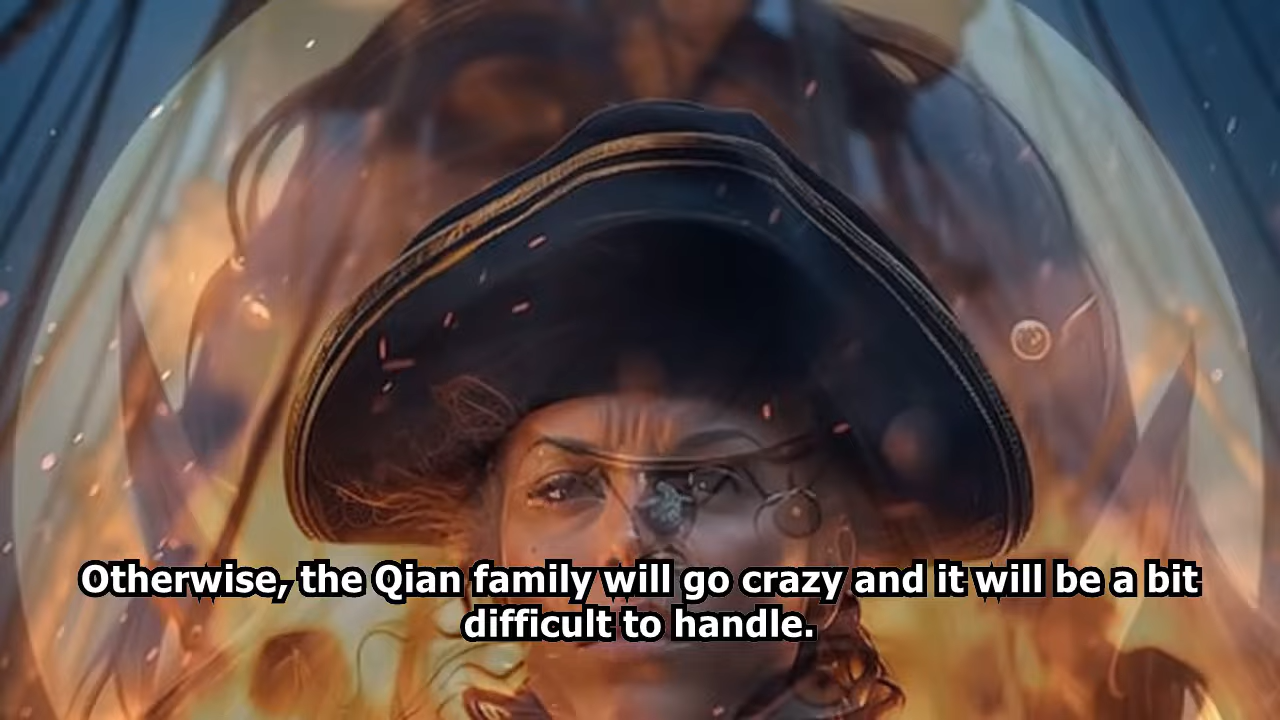 Otherwise, the Qian family will go crazy and it will be a bit
difficult to handle.